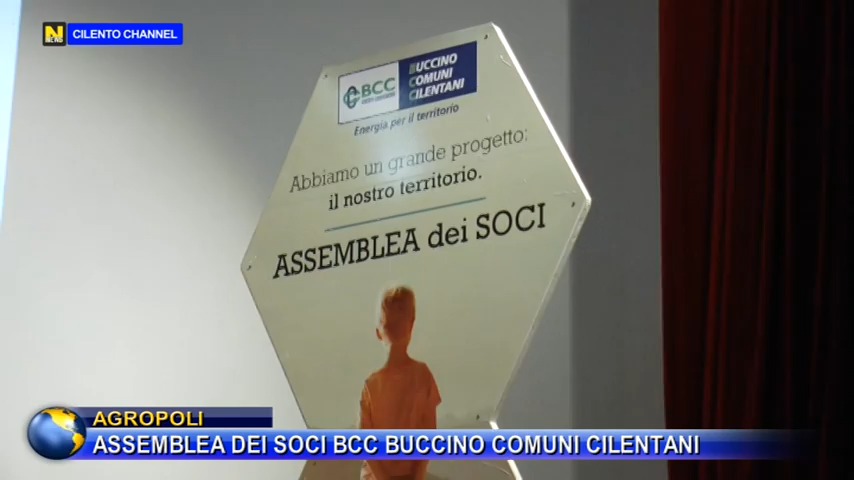 CILENTO CHANNEL
BCC
BUCCINO
COMUNI
CILENTANI
Energia per il territorio
Abbiamo un grande progetto:
il nostro territorio.
ASSEMBLEA dei SOCI
AGROPOLI
ASSEMBLEA DEI SOCI BCC BUCCINO COMUNI CILENTANI